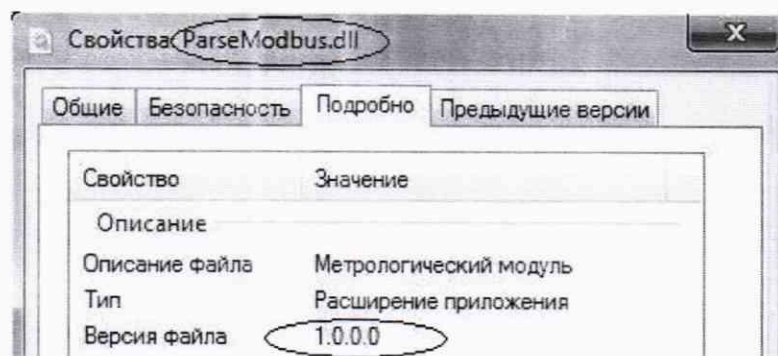 Свойства: ParseModbus.dll
Общие Безопасность Подробно Предыдущие версии
Свойство Значение
Описание
Описание файла Метрологический модуль
Тип Расширение приложения
Версия файла 1.0.0.0